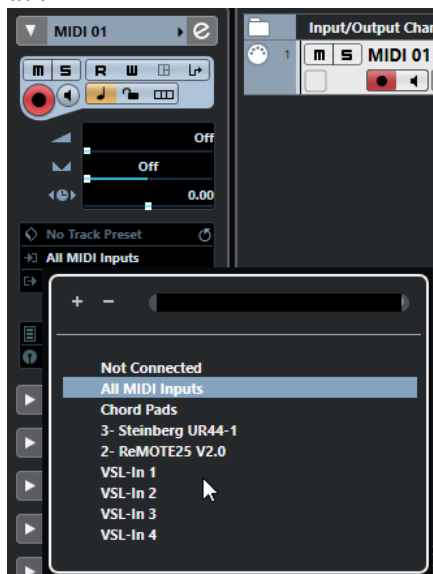 MIDI 01
e
Input/Output Chan
m S R W
1 m S MIDI 01
Off
Off
0.00
No Track Preset
All MIDI Inputs
+ −
Not Connected
All MIDI Inputs
Chord Pads
3- Steinberg UR44-1
2- ReMOTE25 V2.0
VSL-In 1
VSL-In 2
VSL-In 3
VSL-In 4